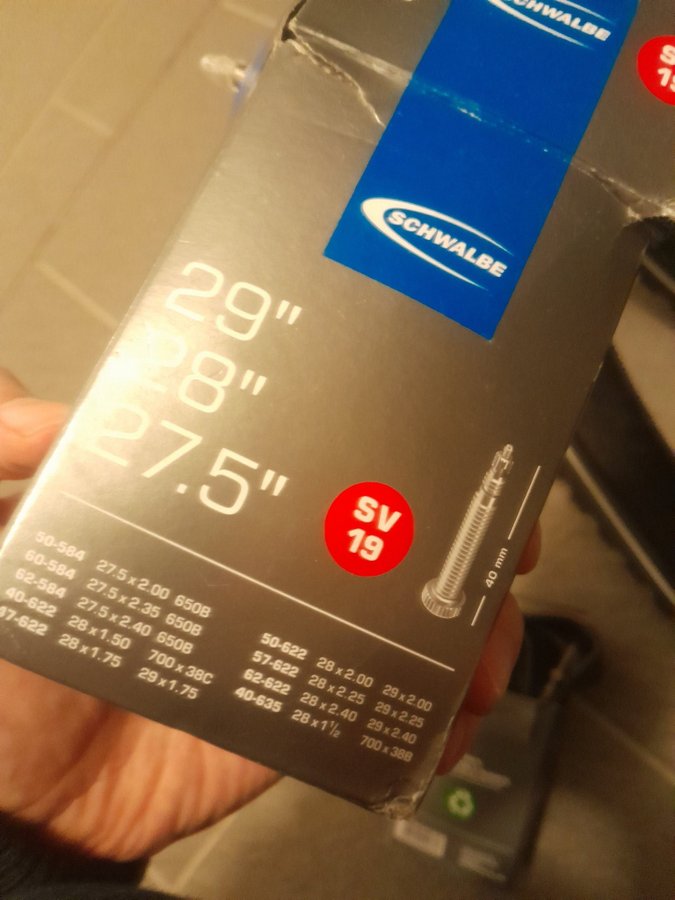 SCHWALBE
SV
19
SCHWALBE
29"
28"
27.5"
SV
19
40 mm
50-584 27.5 x 2.00 650B
60-584 27.5 x 2.35 650B
62-584 27.5 x 2.40 650B
40-622 28 x 1.50 700 x 38C
47-622 28 x 1.75 29 x 1.75
50-622 28 x 2.00 29 x 2.00
57-622 28 x 2.25 29 x 2.25
62-622 28 x 2.40 29 x 2.40
40-635 28 x 1½ 700 x 38B